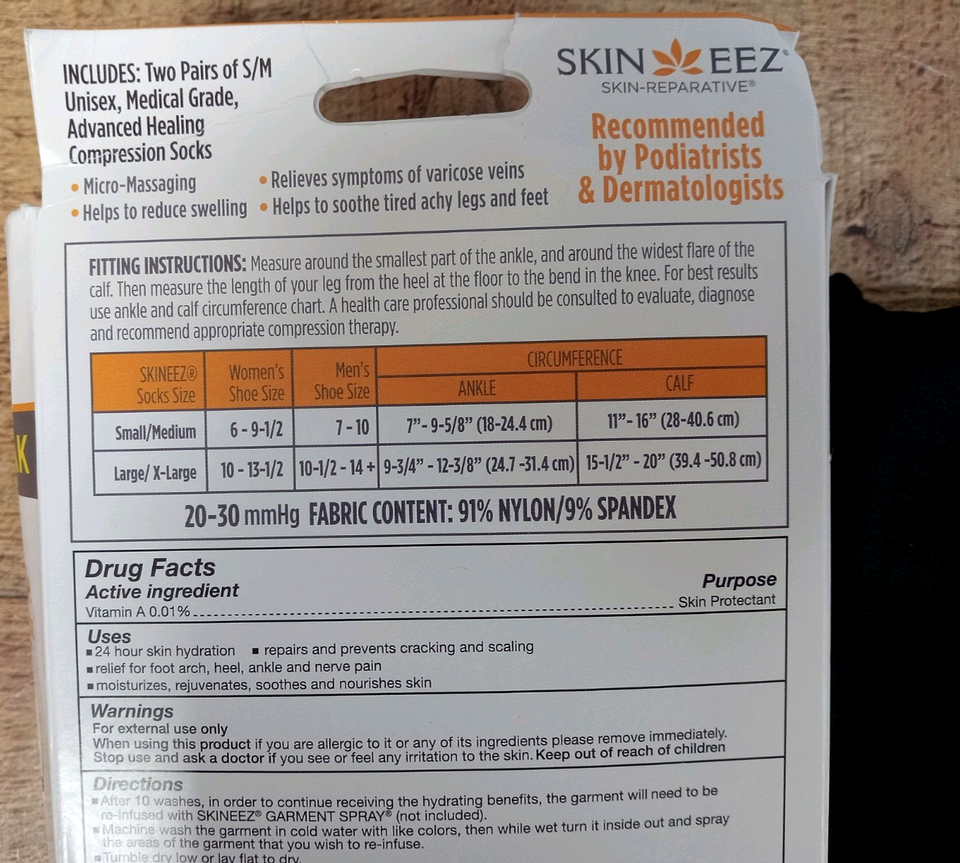 INCLUDES: Two Pairs of S/M
Unisex, Medical Grade,
Advanced Healing
Compression Socks
• Micro-Massaging
• Helps to reduce swelling
• Relieves symptoms of varicose veins
• Helps to soothe tired achy legs and feet
SKIN EEZ®
SKIN-REPARATIVE®
Recommended
by Podiatrists
& Dermatologists
FITTING INSTRUCTIONS: Measure around the smallest part of the ankle, and around the widest flare of the
calf. Then measure the length of your leg from the heel at the floor to the bend in the knee. For best results
use ankle and calf circumference chart. A health care professional should be consulted to evaluate, diagnose
and recommend appropriate compression therapy.
SKINEEZ® Socks Size Women's Shoe Size Men's Shoe Size CIRCUMFERENCE
ANKLE CALF
Small/Medium 6 - 9-1/2 7 - 10 7”- 9-5/8” (18-24.4 cm) 11”- 16” (28-40.6 cm)
Large/ X-Large 10 - 13-1/2 10-1/2 - 14 + 9-3/4” - 12-3/8” (24.7 -31.4 cm) 15-1/2” - 20” (39.4 -50.8 cm)
20-30 mmHg FABRIC CONTENT: 91% NYLON/9% SPANDEX
Drug Facts
Active ingredient Purpose
Vitamin A 0.01% Skin Protectant
Uses
▪ 24 hour skin hydration ▪ repairs and prevents cracking and scaling
▪ relief for foot arch, heel, ankle and nerve pain
▪ moisturizes, rejuvenates, soothes and nourishes skin
Warnings
For external use only
When using this product if you are allergic to it or any of its ingredients please remove immediately.
Stop use and ask a doctor if you see or feel any irritation to the skin. Keep out of reach of children
Directions
▪ After 10 washes, in order to continue receiving the hydrating benefits, the garment will need to be
re-infused with SKINEEZ® GARMENT SPRAY® (not included).
▪ Machine wash the garment in cold water with like colors, then while wet turn it inside out and spray
the areas of the garment that you wish to re-infuse.
▪ Tumble dry low or lay flat to dry.